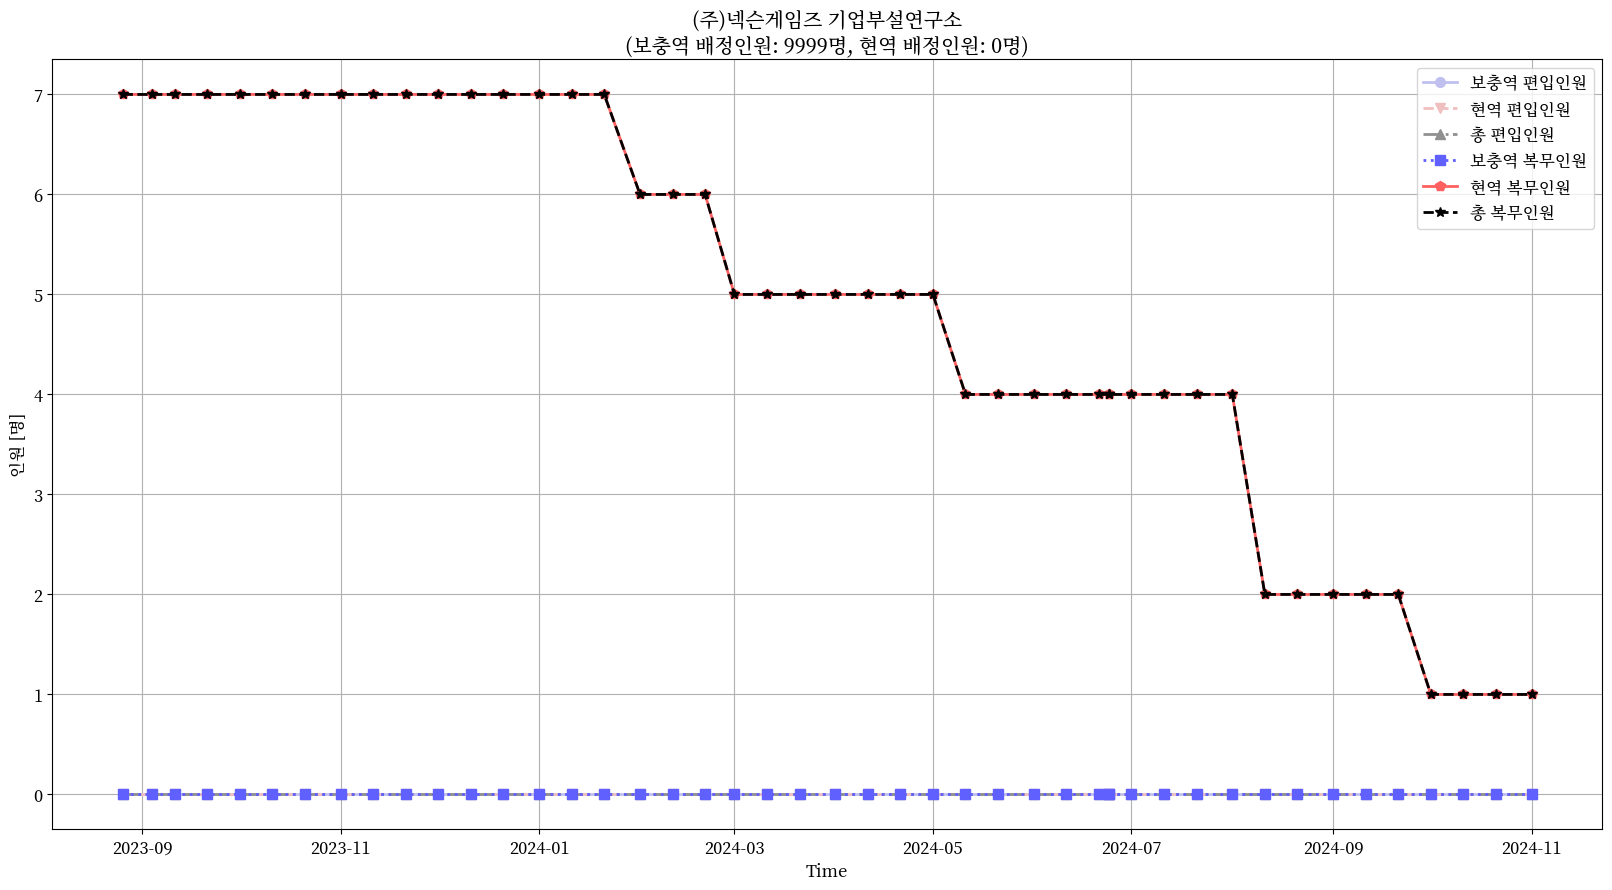 (주)넥슨게임즈 기업부설연구소
(보충역 배정인원: 9999명, 현역 배정인원: 0명)
보충역 편입인원
현역 편입인원
총 편입인원
보충역 복무인원
현역 복무인원
총 복무인원
7
6
5
4
3
2
1
0
인원 [명]
2023-09
2023-11
2024-01
2024-03
2024-05
2024-07
2024-09
2024-11
Time